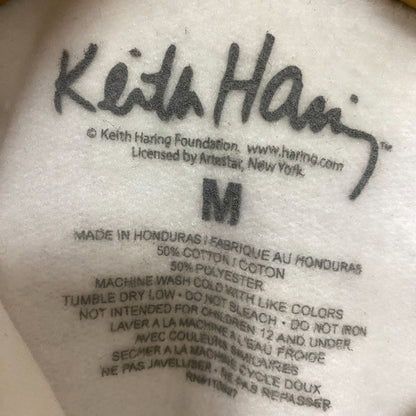 Keith Haring™
© Keith Haring Foundation. www.haring.com
Licensed by Artestar, New York.
M
MADE IN HONDURAS / FABRIQUE AU HONDURAS
50% COTTON / COTON
50% POLYESTER
MACHINE WASH COLD WITH LIKE COLORS
TUMBLE DRY LOW • DO NOT BLEACH • DO NOT IRON
NOT INTENDED FOR CHILDREN 12 AND UNDER.
LAVER A LA MACHINE A L'EAU FROIDE
AVEC COULEURS SIMILAIRES
SECHER A LA MACHINE CYCLE DOUX
NE PAS JAVELLISER • NE PAS REPASSER